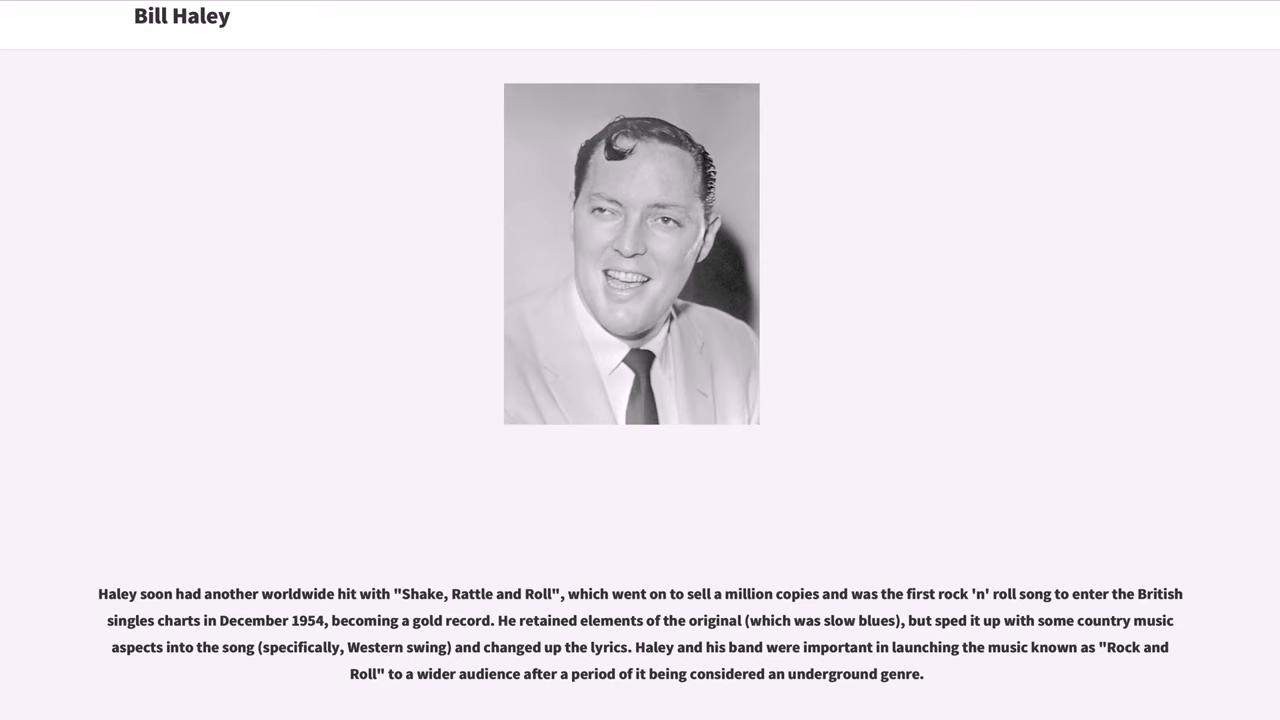 Bill Haley
Haley soon had another worldwide hit with "Shake, Rattle and Roll", which went on to sell a million copies and was the first rock 'n' roll song to enter the British
singles charts in December 1954, becoming a gold record. He retained elements of the original (which was slow blues), but sped it up with some country music
aspects into the song (specifically, Western swing) and changed up the lyrics. Haley and his band were important in launching the music known as "Rock and
Roll" to a wider audience after a period of it being considered an underground genre.